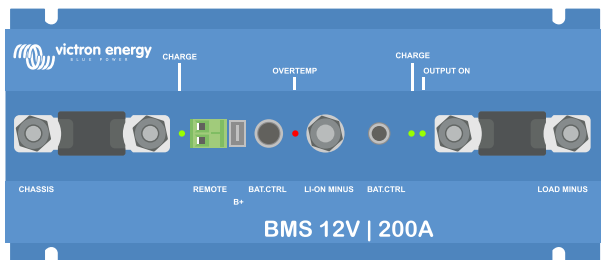 victron energy
BLUE POWER
CHARGE
OVERTEMP
CHARGE
OUTPUT ON
CHASSIS
REMOTE
B+
BAT.CTRL
LI-ON MINUS
BAT.CTRL
LOAD MINUS
BMS 12V | 200A